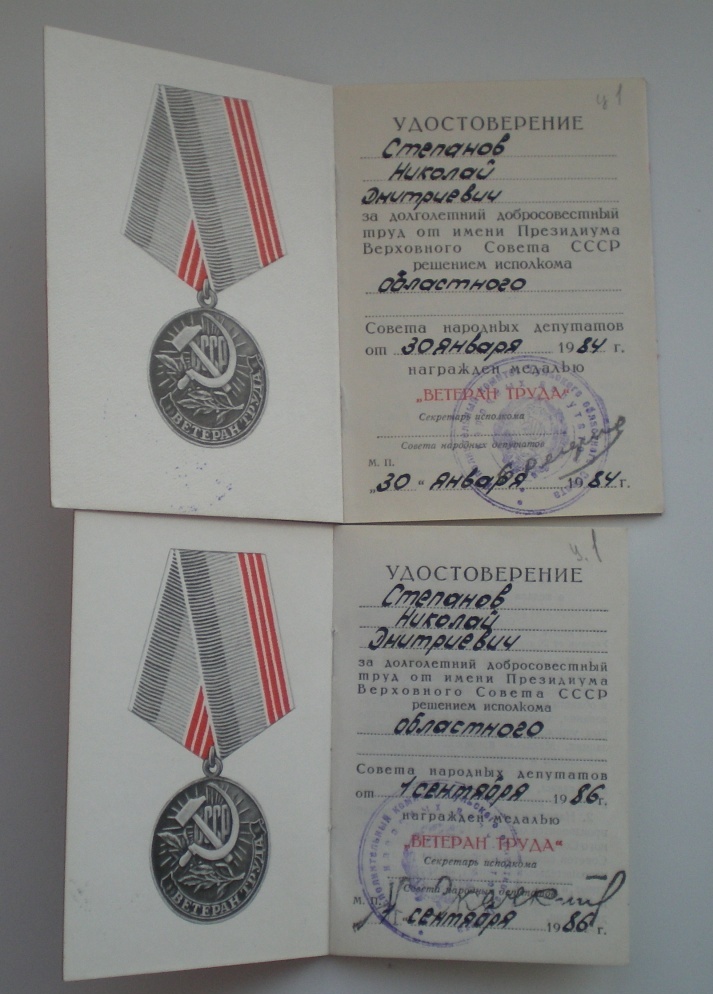 СССР
ВЕТЕРАН ТРУДА
ч 1
УДОСТОВЕРЕНИЕ
Степанов
Николай
Дмитриевич
за долголетний добросовестный
труд от имени Президиума
Верховного Совета СССР
решением исполкома
областного
Совета народных депутатов
от 30 января 1984 г.
награжден медалью
„ВЕТЕРАН ТРУДА“
Секретарь исполкома
Совета народных депутатов
М. П.
„30“ января 1984 г.
СССР
ВЕТЕРАН ТРУДА
ч.1
УДОСТОВЕРЕНИЕ
Степанов
Николай
Дмитриевич
за долголетний добросовестный
труд от имени Президиума
Верховного Совета СССР
решением исполкома
областного
Совета народных депутатов
от 1 сентября 1986 г.
награжден медалью
„ВЕТЕРАН ТРУДА“
Секретарь исполкома
Совета народных депутатов
М. П.
„1“ сентября 1986 г.